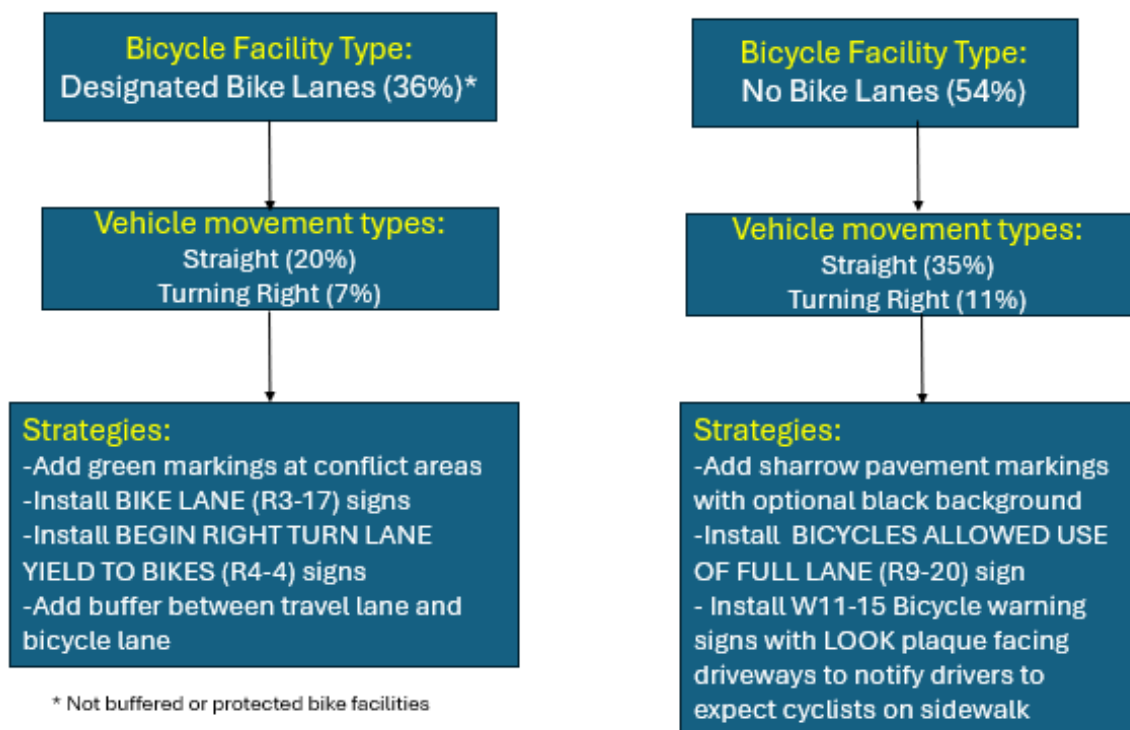 Bicycle Facility Type:
Designated Bike Lanes (36%)*
Vehicle movement types:
Straight (20%)
Turning Right (7%)
Strategies:
-Add green markings at conflict areas
-Install BIKE LANE (R3-17) signs
-Install BEGIN RIGHT TURN LANE
YIELD TO BIKES (R4-4) signs
-Add buffer between travel lane and
bicycle lane
* Not buffered or protected bike facilities
Bicycle Facility Type:
No Bike Lanes (54%)
Vehicle movement types:
Straight (35%)
Turning Right (11%)
Strategies:
-Add sharrow pavement markings
with optional black background
-Install  BICYCLES ALLOWED USE
OF FULL LANE (R9-20) sign
- Install W11-15 Bicycle warning
signs with LOOK plaque facing
driveways to notify drivers to
expect cyclists on sidewalk